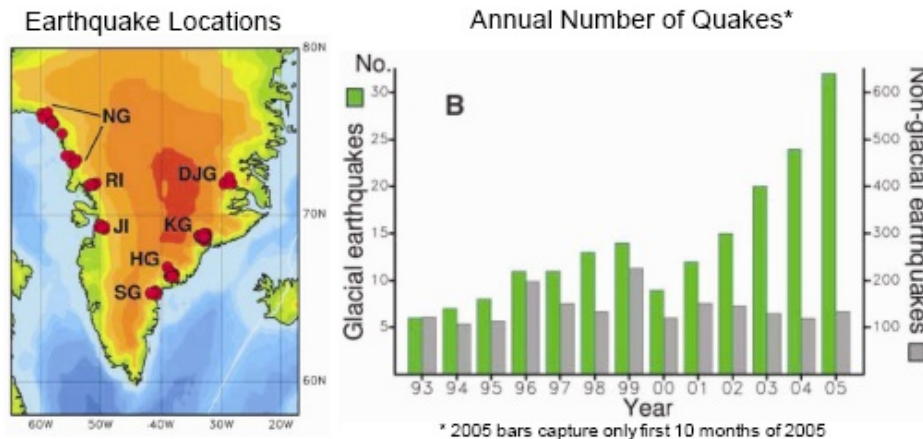 Earthquake Locations
80N
NG
RI
DJG
70N
JI
KG
HG
SG
60N
60W 50W 40W 30W 20W
Annual Number of Quakes*
No.
B
30
25
20
15
10
5
Glacial earthquakes
600
500
400
300
200
100
Non-glacial earthquakes
93 94 95 96 97 98 99 00 01 02 03 04 05
Year
* 2005 bars capture only first 10 months of 2005